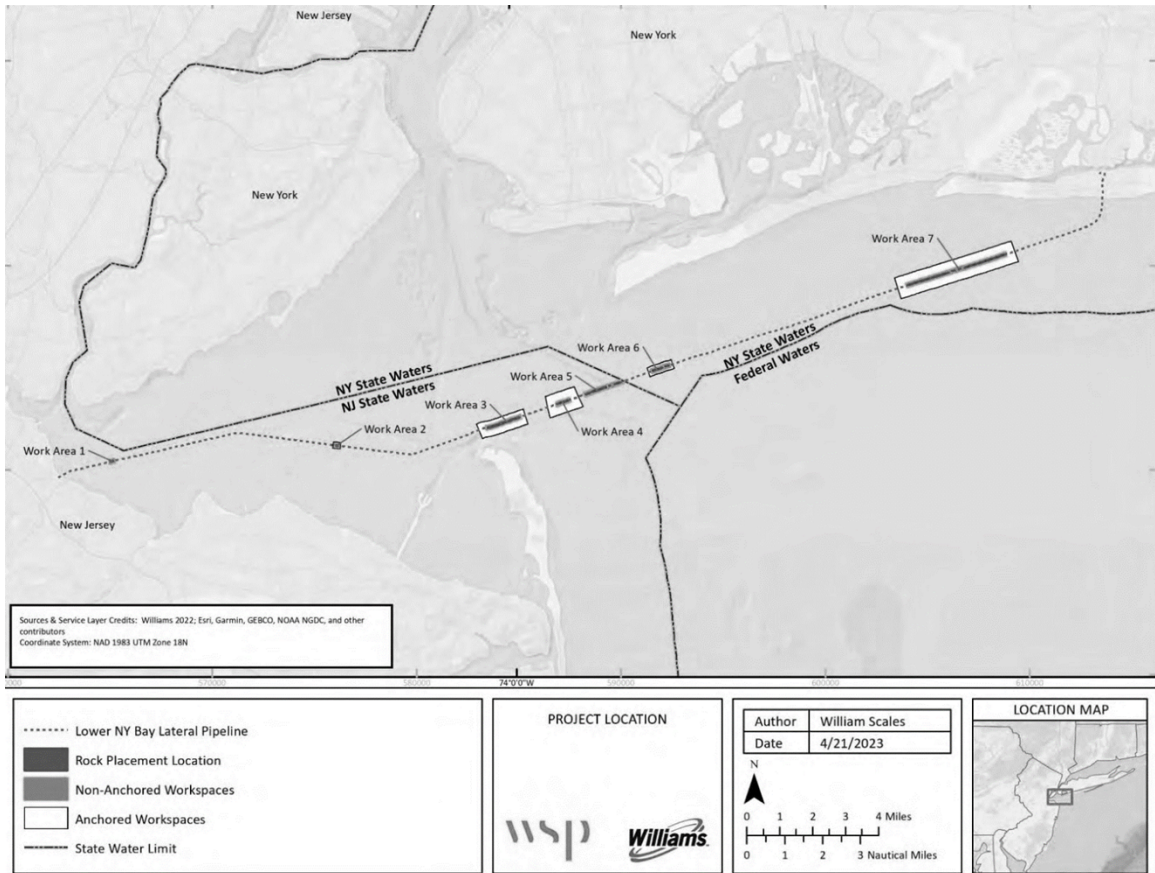 New Jersey
New York
New York
Work Area 7
NY State Waters
Federal Waters
Work Area 6
NY State Waters
NJ State Waters
Work Area 5
Work Area 3
Work Area 4
Work Area 2
Work Area 1
New Jersey
Sources & Service Layer Credits: Williams 2022; Esri, Garmin, GEBCO, NOAA NGDC, and other
contributors
Coordinate System: NAD 1983 UTM Zone 18N
570000 580000 74°0'0"W 590000 600000 610000
Lower NY Bay Lateral Pipeline
Rock Placement Location
Non-Anchored Workspaces
Anchored Workspaces
State Water Limit
PROJECT LOCATION
wsp
Williams
Author William Scales
Date 4/21/2023
N
0 1 2 3 4 Miles
0 1 2 3 Nautical Miles
LOCATION MAP